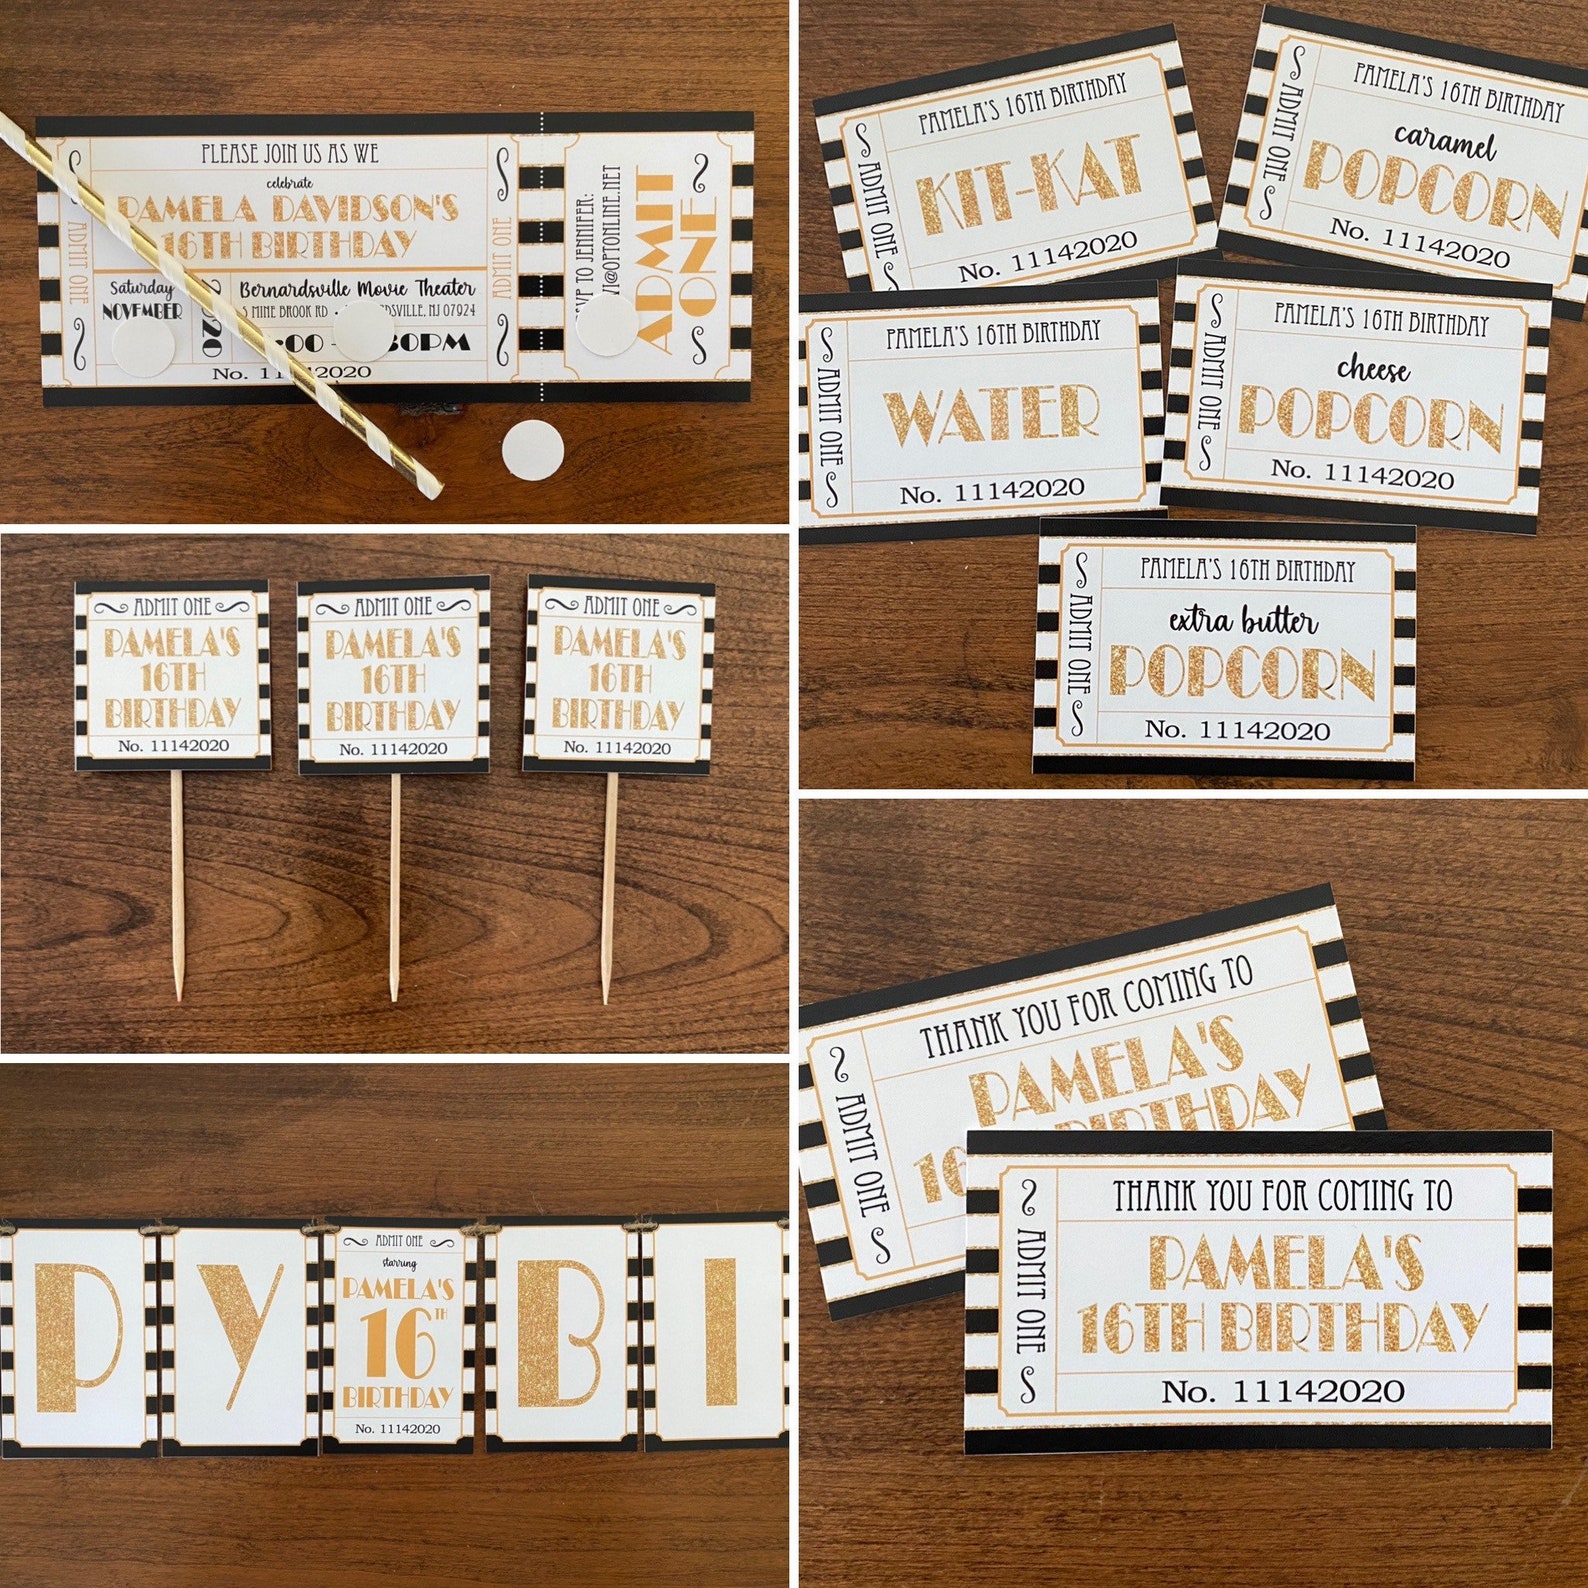 PLEASE JOIN US AS WE
celebrate
PAMELA DAVIDSON'S
16TH BIRTHDAY
ADMIT ONE
Saturday
NOVEMBER
Bernardsville Movie Theater
MINE BROOK RD
NJ 07924
No.
ADMIT ONE
TO JENNIFER:
ADMIT
ONE
PAMELA'S 16TH BIRTHDAY
KIT-KAT
No. 11142020
ADMIT ONE
PAMELA'S 16TH BIRTHDAY
caramel
POPCORN
No. 11142020
ADMIT ONE
PAMELA'S 16TH BIRTHDAY
WATER
No. 11142020
ADMIT ONE
PAMELA'S 16TH BIRTHDAY
cheese
POPCORN
No. 11142020
ADMIT ONE
PAMELA'S 16TH BIRTHDAY
extra butter
POPCORN
No. 11142020
ADMIT ONE
ADMIT ONE
PAMELA'S
16TH
BIRTHDAY
No. 11142020
ADMIT ONE
PAMELA'S
16TH
BIRTHDAY
No. 11142020
ADMIT ONE
PAMELA'S
16TH
BIRTHDAY
No. 11142020
P
Y
ADMIT ONE
starring
PAMELA'S
16TH
BIRTHDAY
No. 11142020
B
I
THANK YOU FOR COMING TO
PAMELA'S
BIRTHDAY
ADMIT ONE
THANK YOU FOR COMING TO
PAMELA'S
16TH BIRTHDAY
No. 11142020
ADMIT ONE